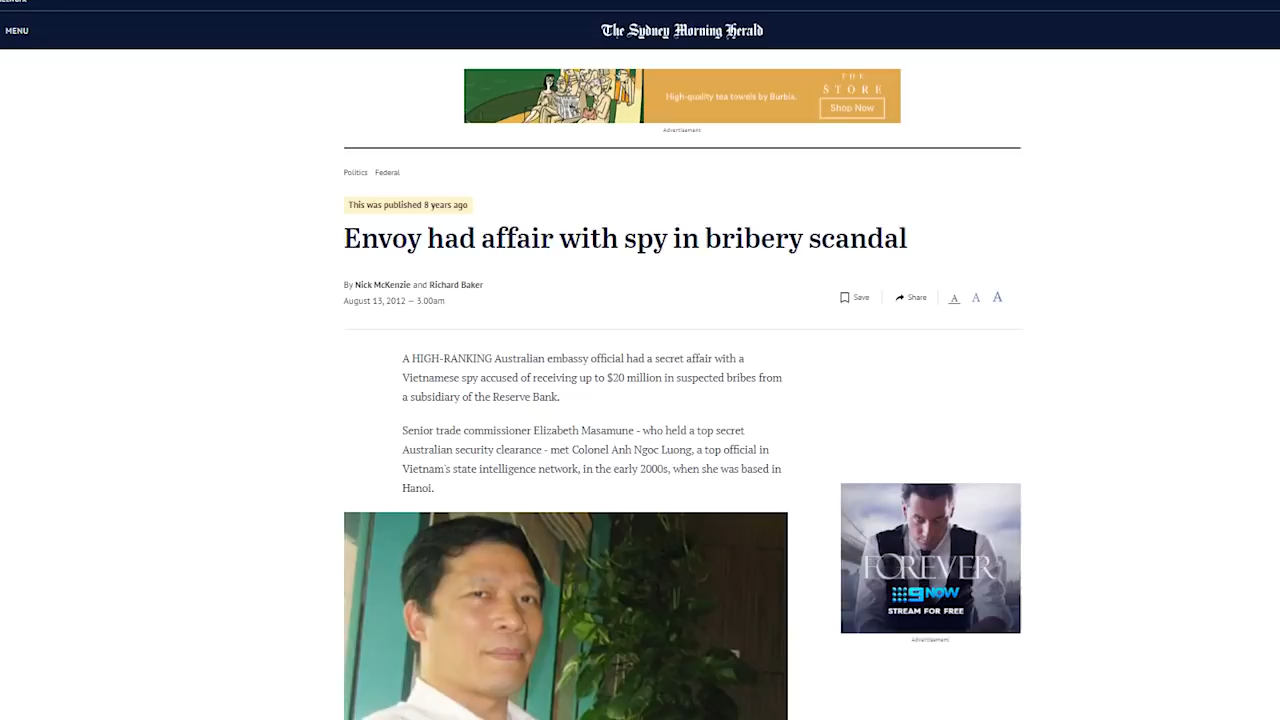 MENU
The Sydney Morning Herald
High-quality tea towels by Burbia.
THE
STORE
Shop Now
Advertisement
Politics Federal
This was published 8 years ago
Envoy had affair with spy in bribery scandal
By Nick McKenzie and Richard Baker
August 13, 2012 — 3.00am
Save Share A A A
A HIGH-RANKING Australian embassy official had a secret affair with a
Vietnamese spy accused of receiving up to $20 million in suspected bribes from
a subsidiary of the Reserve Bank.
Senior trade commissioner Elizabeth Masamune - who held a top secret
Australian security clearance - met Colonel Anh Ngoc Luong, a top official in
Vietnam's state intelligence network, in the early 2000s, when she was based in
Hanoi.
FOREVER
9NOW
STREAM FOR FREE
Advertisement